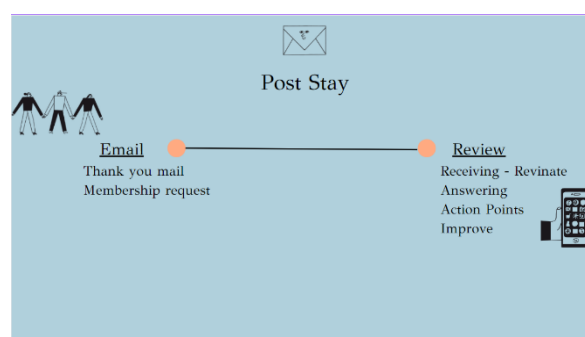 Post Stay
Email
Thank you mail
Membership request
Review
Receiving - Revinate
Answering
Action Points
Improve